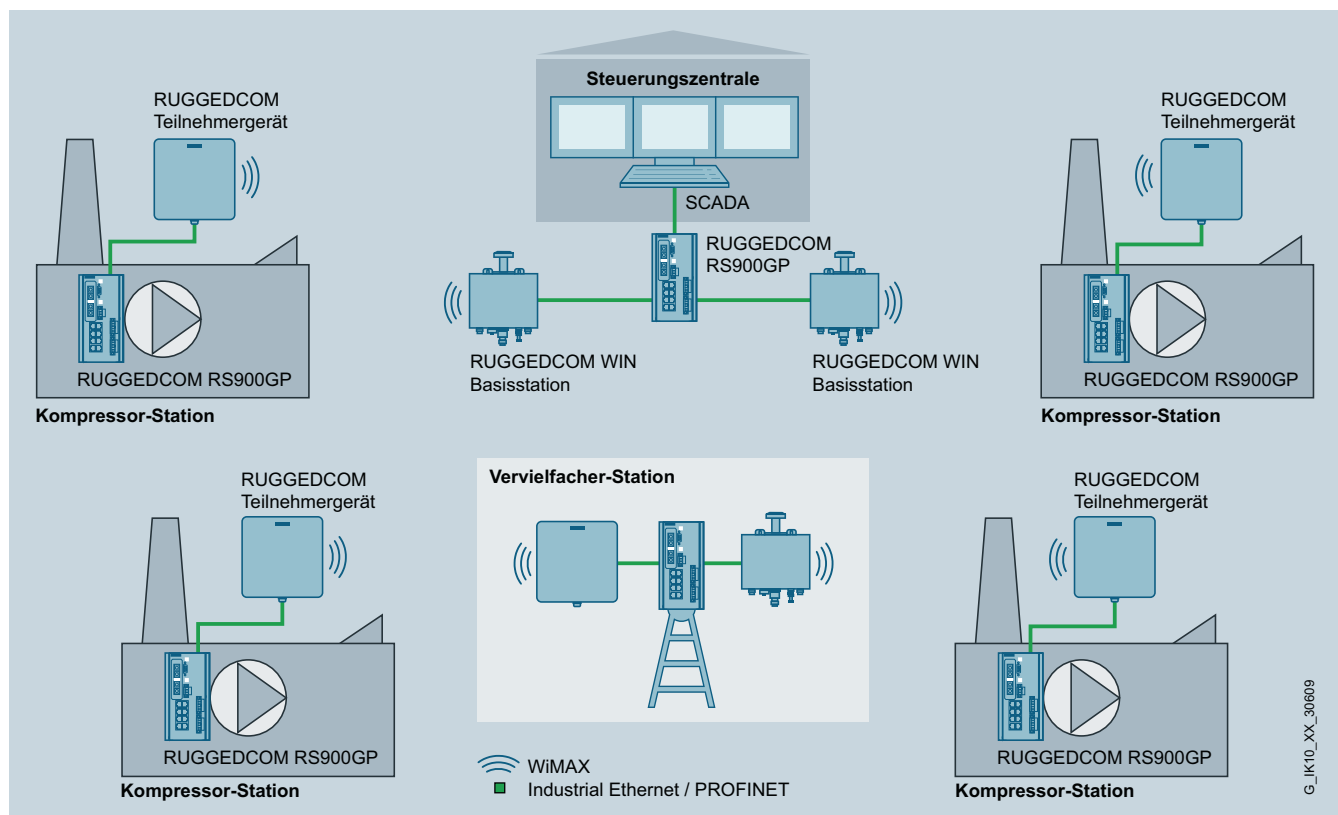 Steuerungszentrale
SCADA
RUGGEDCOM
RS900GP
RUGGEDCOM WIN
Basisstation
RUGGEDCOM WIN
Basisstation
RUGGEDCOM
Teilnehmergerät
RUGGEDCOM RS900GP
Kompressor-Station
RUGGEDCOM
Teilnehmergerät
RUGGEDCOM RS900GP
Kompressor-Station
RUGGEDCOM
Teilnehmergerät
RUGGEDCOM RS900GP
Kompressor-Station
Vervielfacher-Station
RUGGEDCOM
Teilnehmergerät
RUGGEDCOM RS900GP
Kompressor-Station
WiMAX
Industrial Ethernet / PROFINET
G_IK10_XX_30609